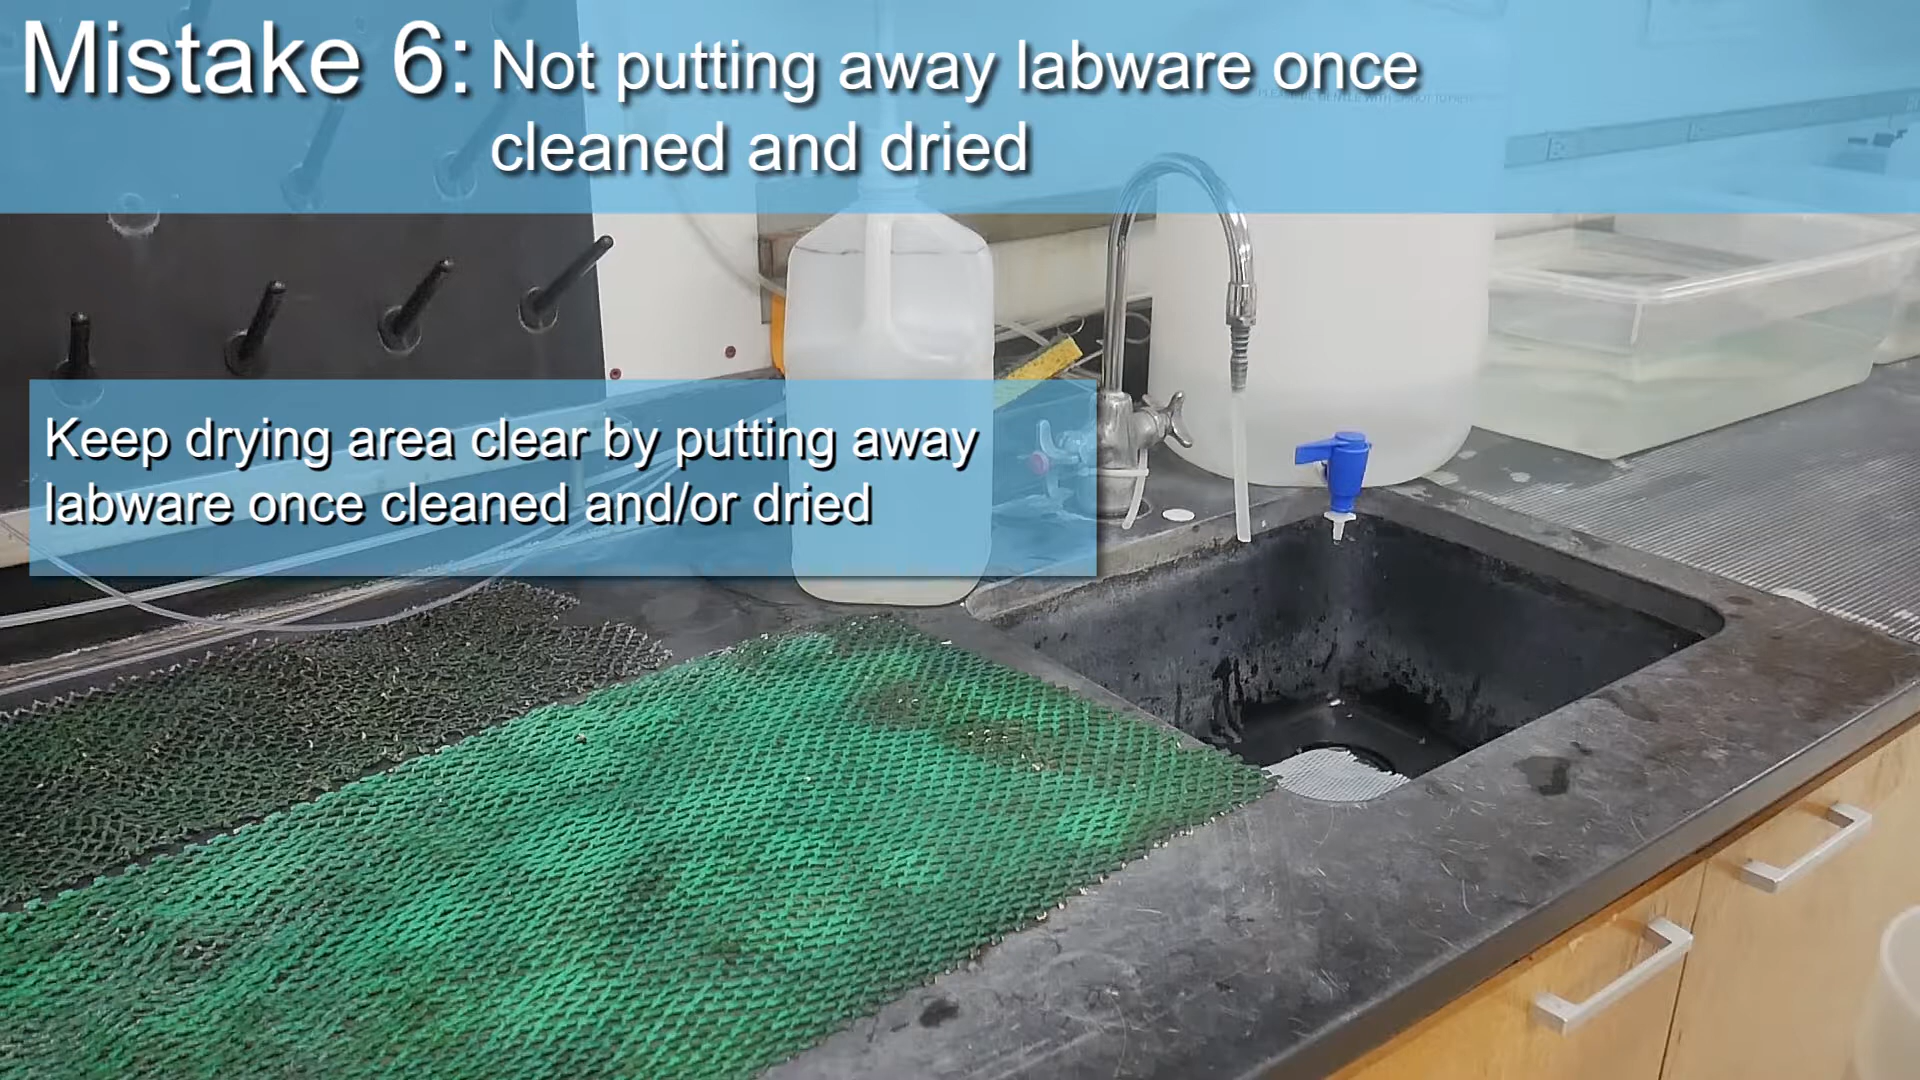 Mistake 6: Not putting away labware once
cleaned and dried
Keep drying area clear by putting away
labware once cleaned and/or dried